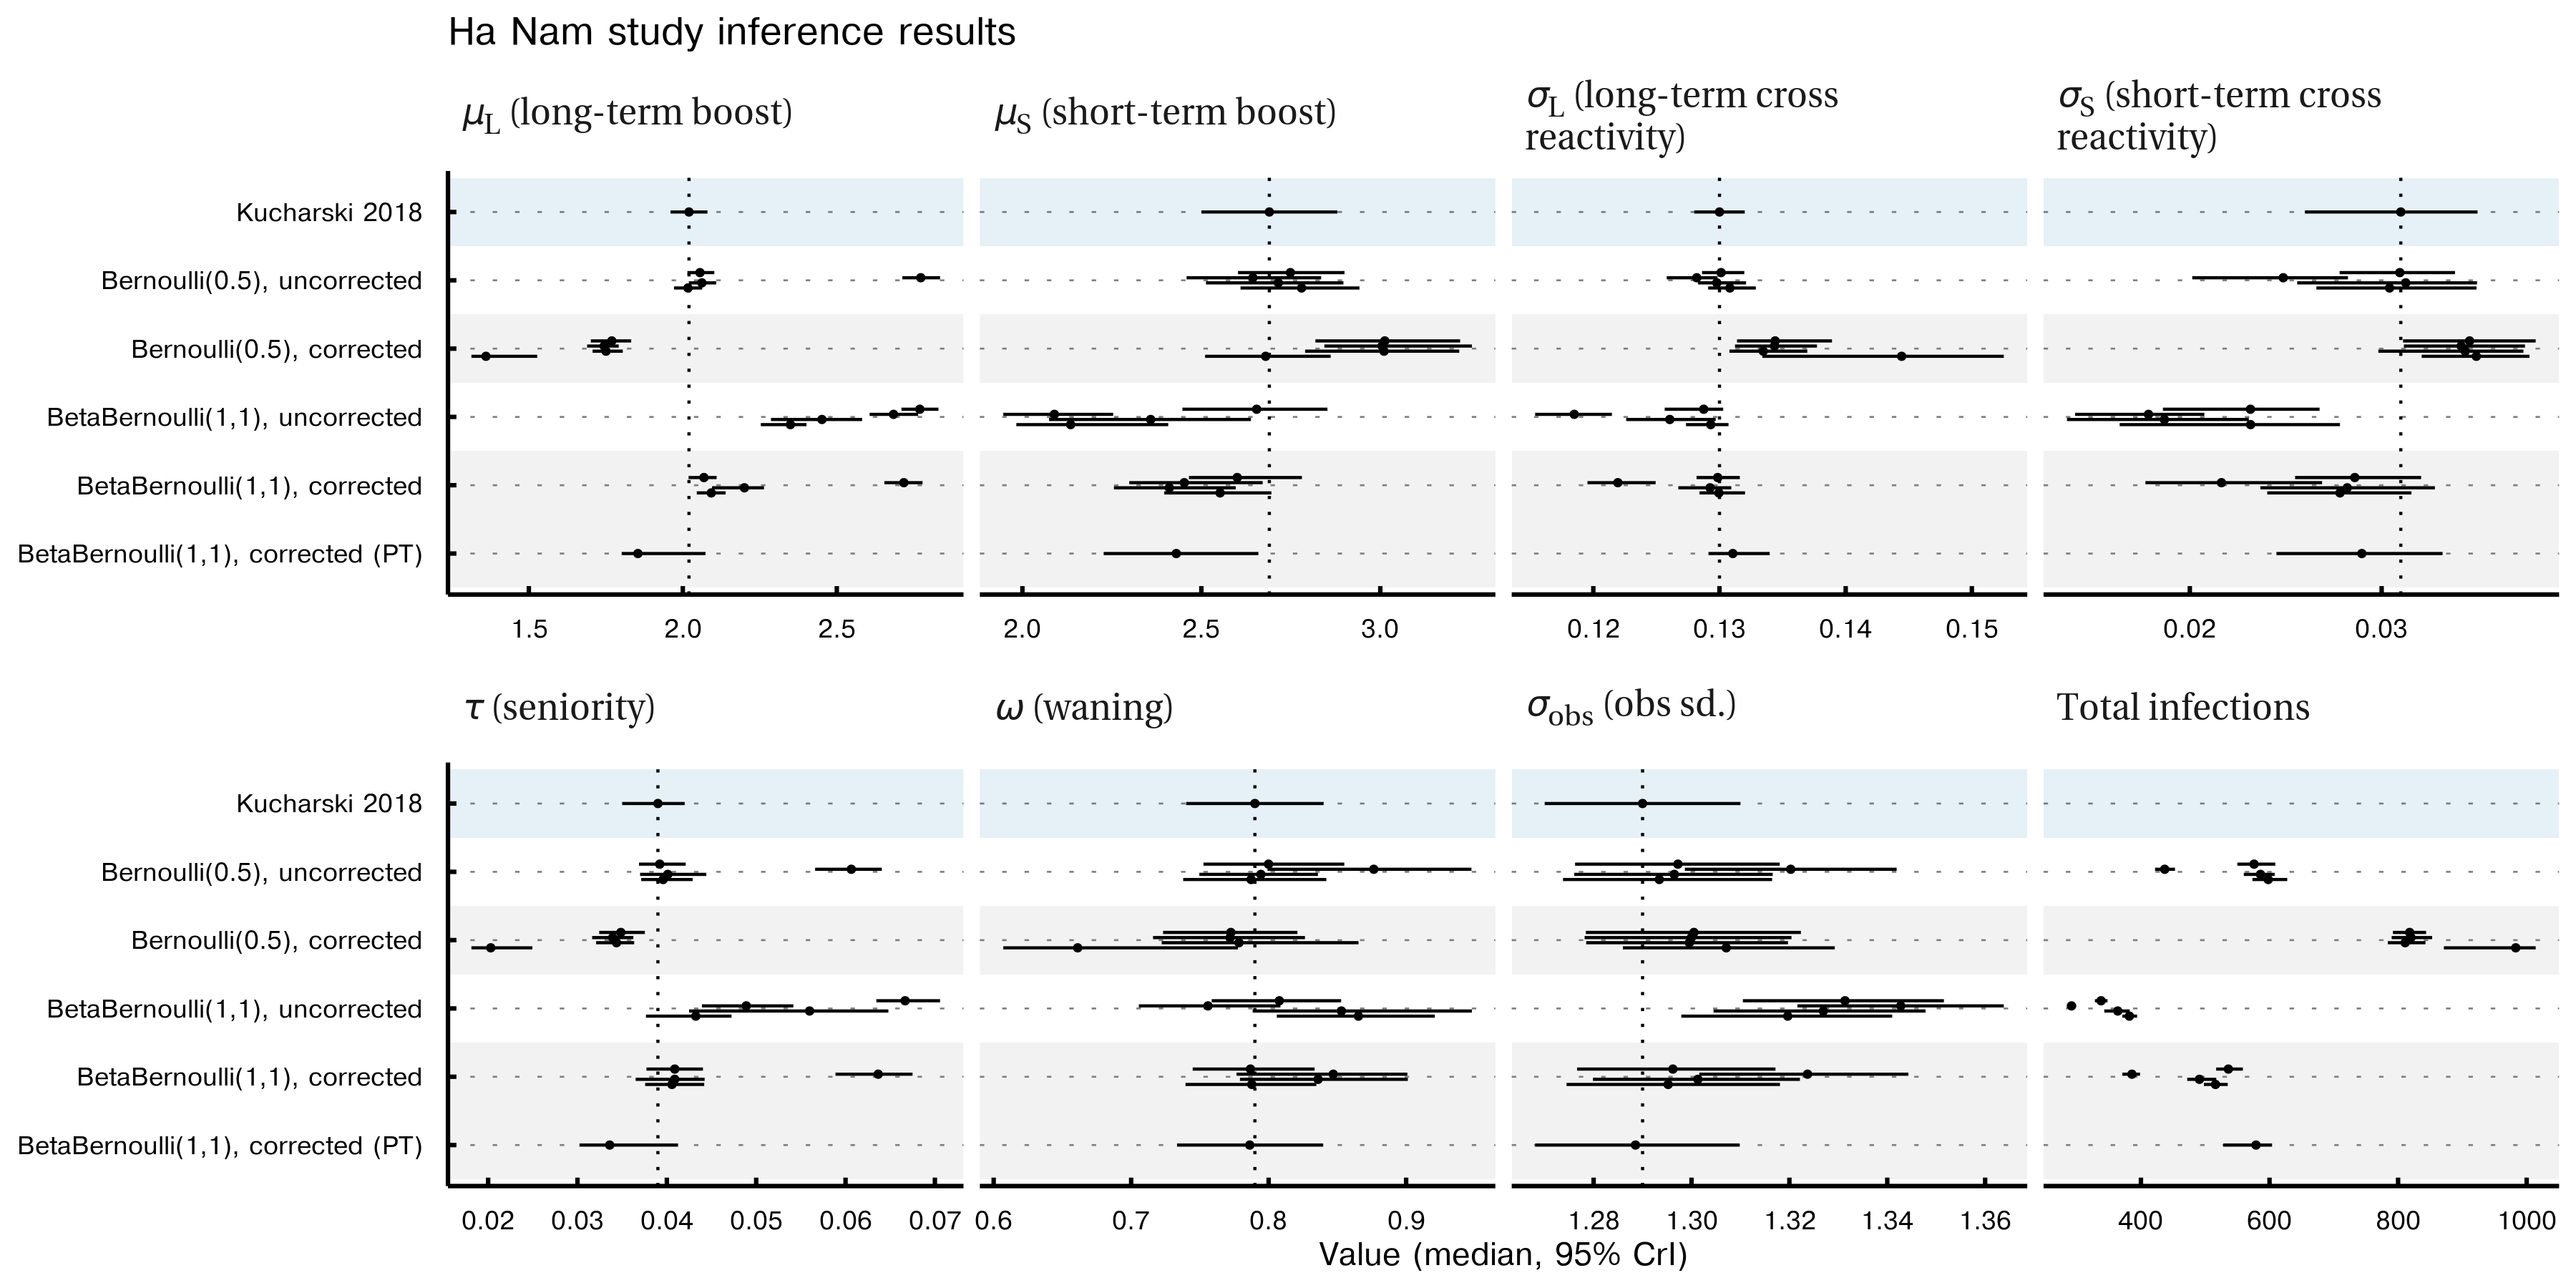 Ha Nam study inference results
μL (long-term boost)
μS (short-term boost)
σL (long-term cross
reactivity)
σS (short-term cross
reactivity)
Kucharski 2018
Bernoulli(0.5), uncorrected
Bernoulli(0.5), corrected
BetaBernoulli(1,1), uncorrected
BetaBernoulli(1,1), corrected
BetaBernoulli(1,1), corrected (PT)
1.5 2.0 2.5
2.0 2.5 3.0
0.12 0.13 0.14 0.15
0.02 0.03
τ (seniority)
ω (waning)
σobs (obs sd.)
Total infections
Kucharski 2018
Bernoulli(0.5), uncorrected
Bernoulli(0.5), corrected
BetaBernoulli(1,1), uncorrected
BetaBernoulli(1,1), corrected
BetaBernoulli(1,1), corrected (PT)
0.02 0.03 0.04 0.05 0.06 0.07
0.6 0.7 0.8 0.9
1.28 1.30 1.32 1.34 1.36
400 600 800 1000
Value (median, 95% CrI)